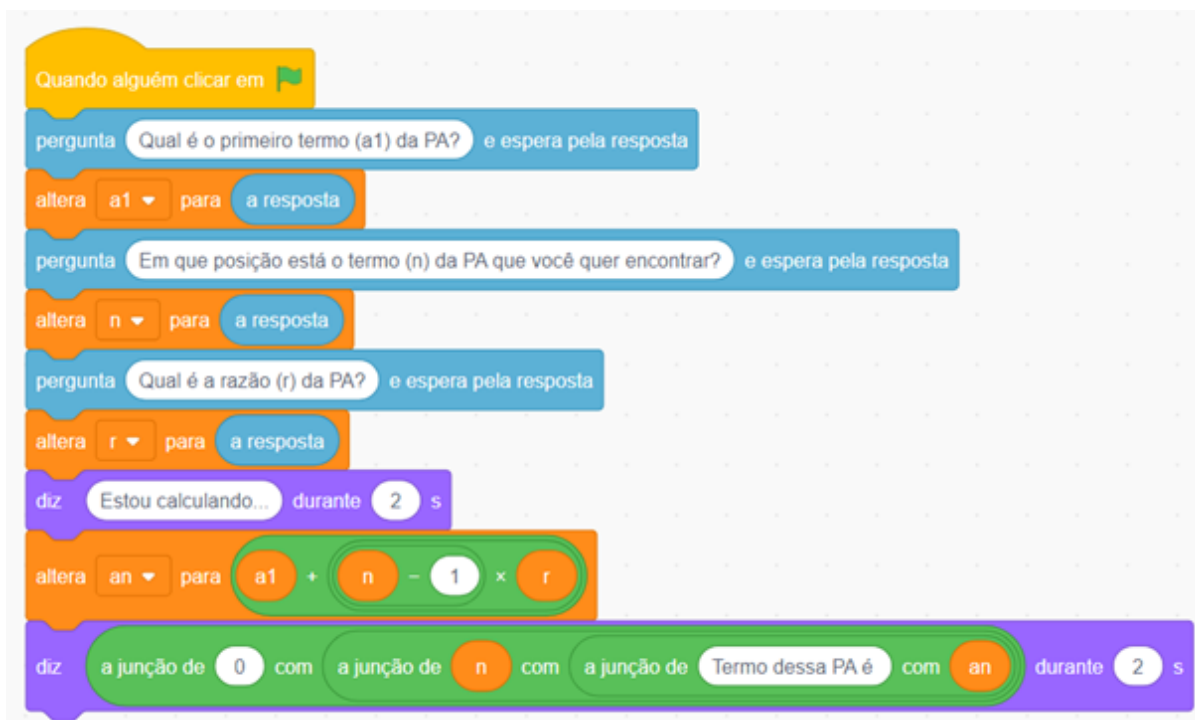 Quando alguém clicar em
pergunta Qual é o primeiro termo (a1) da PA? e espera pela resposta
altera a1 para a resposta
pergunta Em que posição está o termo (n) da PA que você quer encontrar? e espera pela resposta
altera n para a resposta
pergunta Qual é a razão (r) da PA? e espera pela resposta
altera r para a resposta
diz Estou calculando... durante 2 s
altera an para a1 + n - 1 × r
diz a junção de 0 com a junção de n com a junção de Termo dessa PA é com an durante 2 s